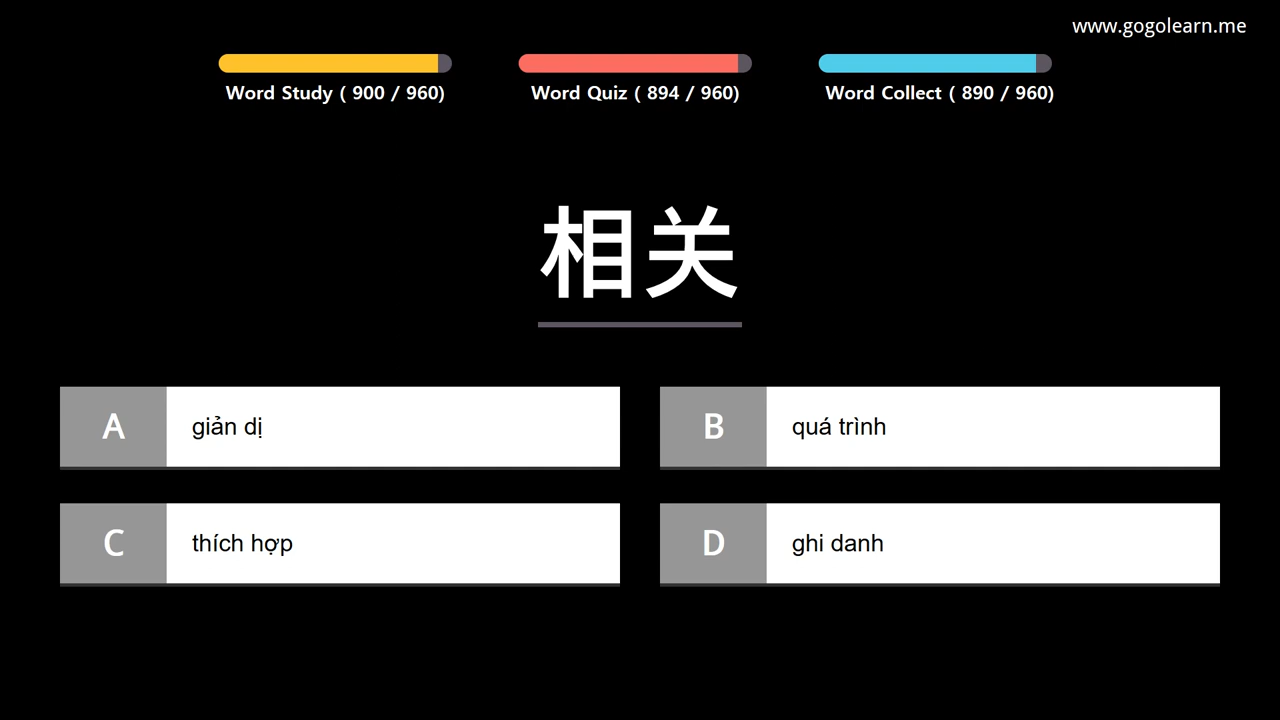 www.gogolearn.me
Word Study ( 900 / 960)
Word Quiz ( 894 / 960)
Word Collect ( 890 / 960)
相关
A giản dị
B quá trình
C thích hợp
D ghi danh